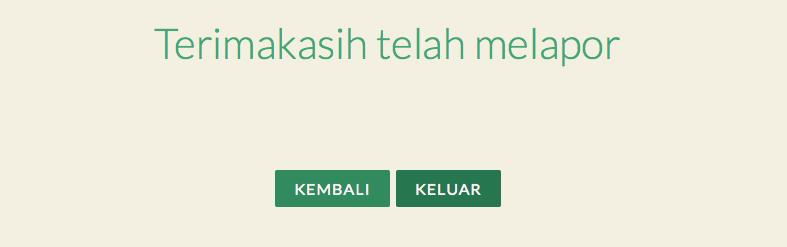 Terimakasih telah melapor
KEMBALI KELUAR